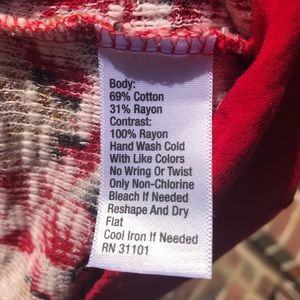 Body:
69% Cotton
31% Rayon
Contrast:
100% Rayon
Hand Wash Cold
With Like Colors
No Wring Or Twist
Only Non-Chlorine
Bleach If Needed
Reshape And Dry
Flat
Cool Iron If Needed
RN 31101